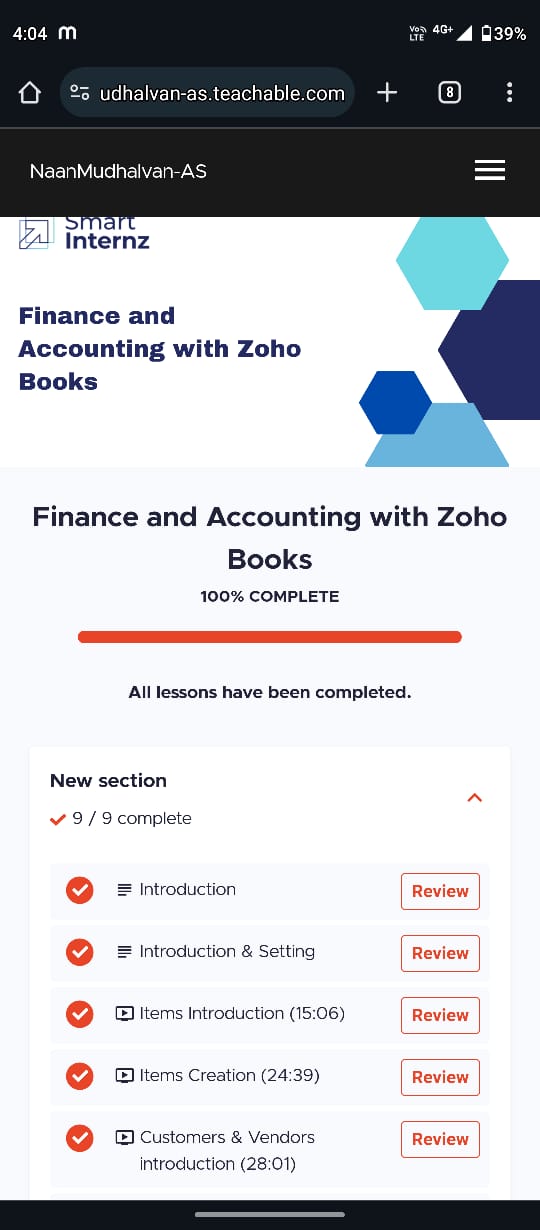 4:04 m Vo)) LTE 4G+ 39%
udhalvan-as.teachable.com 8
NaanMudhalvan-AS
Smart
Internz
Finance and
Accounting with Zoho
Books
Finance and Accounting with Zoho
Books
100% COMPLETE
All lessons have been completed.
New section
9 / 9 complete
Introduction Review
Introduction & Setting Review
Items Introduction (15:06) Review
Items Creation (24:39) Review
Customers & Vendors
introduction (28:01) Review